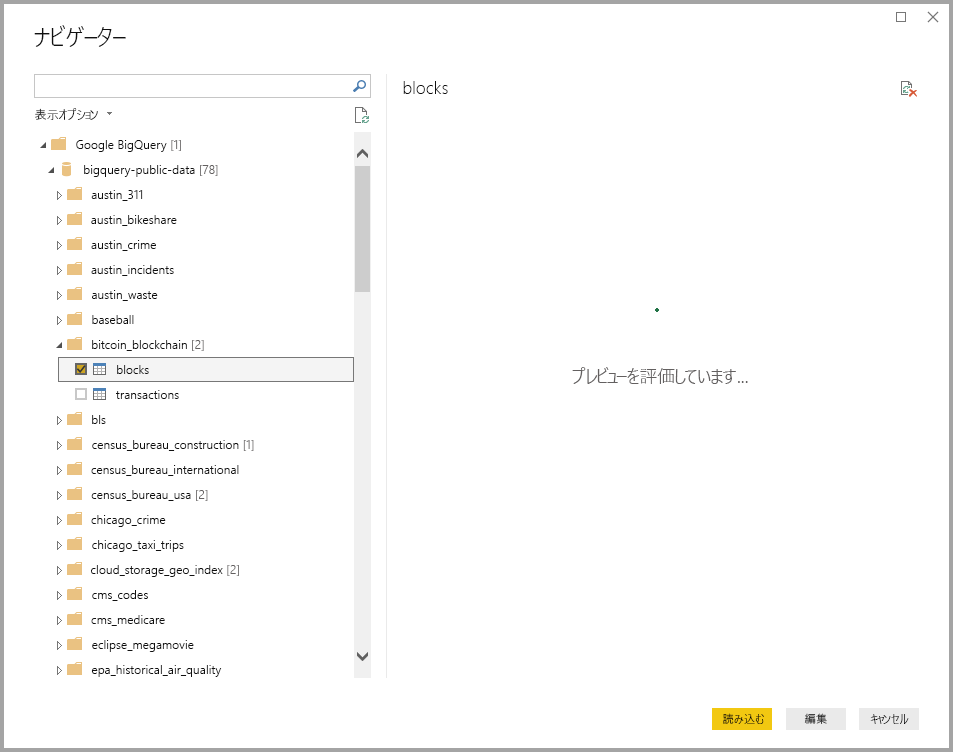 ナビゲーター
表示オプション
Google BigQuery [1]
bigquery-public-data [78]
austin_311
austin_bikeshare
austin_crime
austin_incidents
austin_waste
baseball
bitcoin_blockchain [2]
blocks
transactions
bls
census_bureau_construction [1]
census_bureau_international
census_bureau_usa [2]
chicago_crime
chicago_taxi_trips
cloud_storage_geo_index [2]
cms_codes
cms_medicare
eclipse_megamovie
epa_historical_air_quality
blocks
プレビューを評価しています...
読み込む
編集
キャンセル